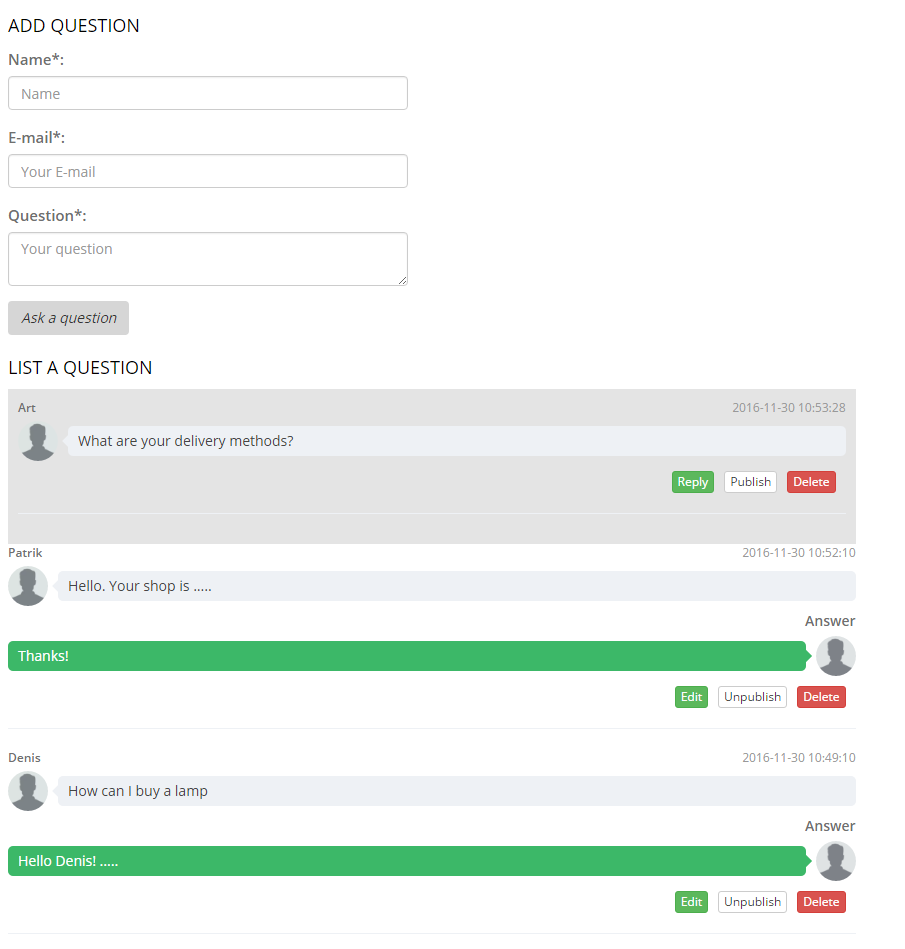 ADD QUESTION
Name*:
Name
E-mail*:
Your E-mail
Question*:
Your question
Ask a question
LIST A QUESTION
Art 2016-11-30 10:53:28
What are your delivery methods?
Reply Publish Delete
Patrik 2016-11-30 10:52:10
Hello. Your shop is .....
Answer
Thanks!
Edit Unpublish Delete
Denis 2016-11-30 10:49:10
How can I buy a lamp
Answer
Hello Denis! .....
Edit Unpublish Delete